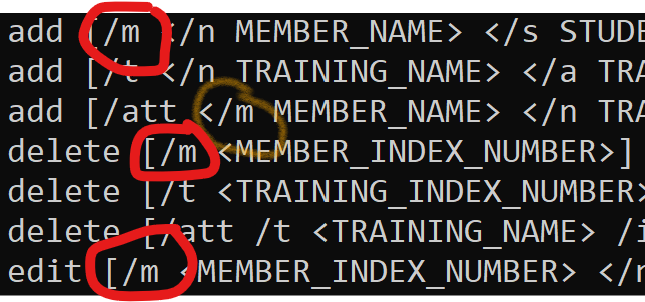 add [/m </n MEMBER_NAME> </s STUDE
add [/t </n TRAINING_NAME> </a TRA
add [/att </m MEMBER_NAME> </n TRA
delete [/m <MEMBER_INDEX_NUMBER>]
delete [/t <TRAINING_INDEX_NUMBER>
delete [/att /t <TRAINING_NAME> /i
edit [/m <MEMBER_INDEX_NUMBER> </n